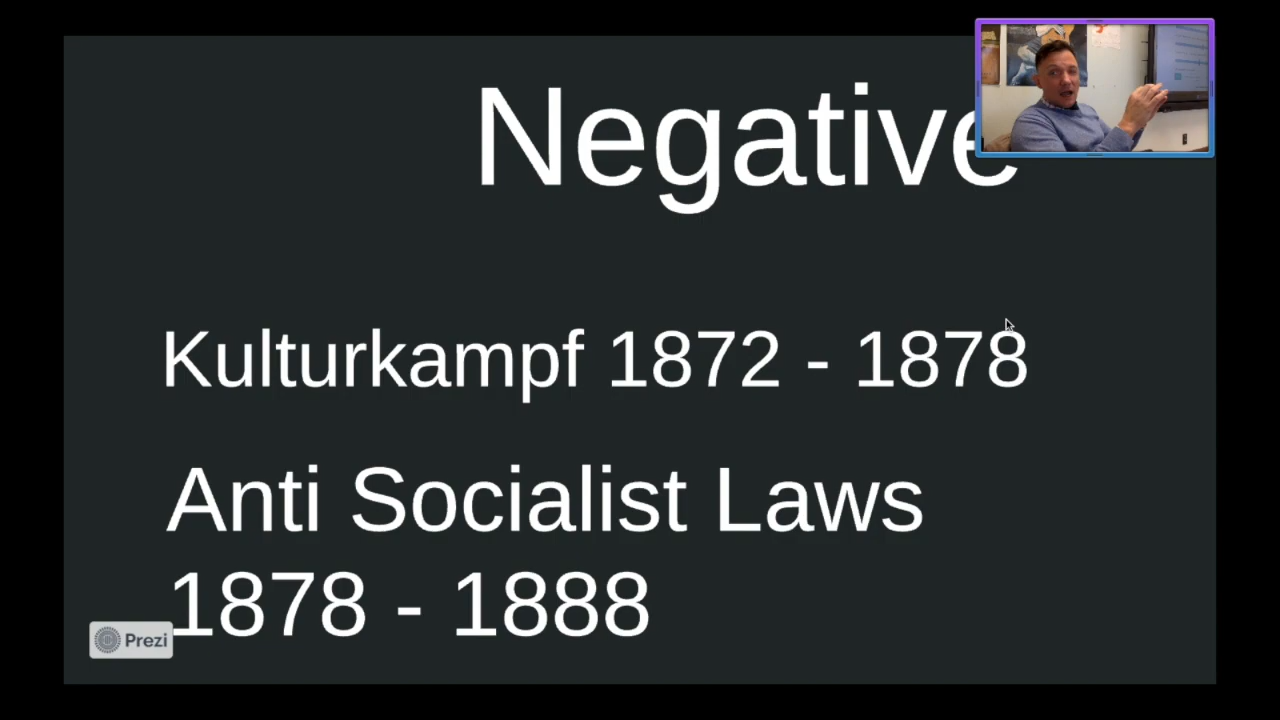 Negative
Kulturkampf 1872 - 1878
Anti Socialist Laws
1878 - 1888
Prezi